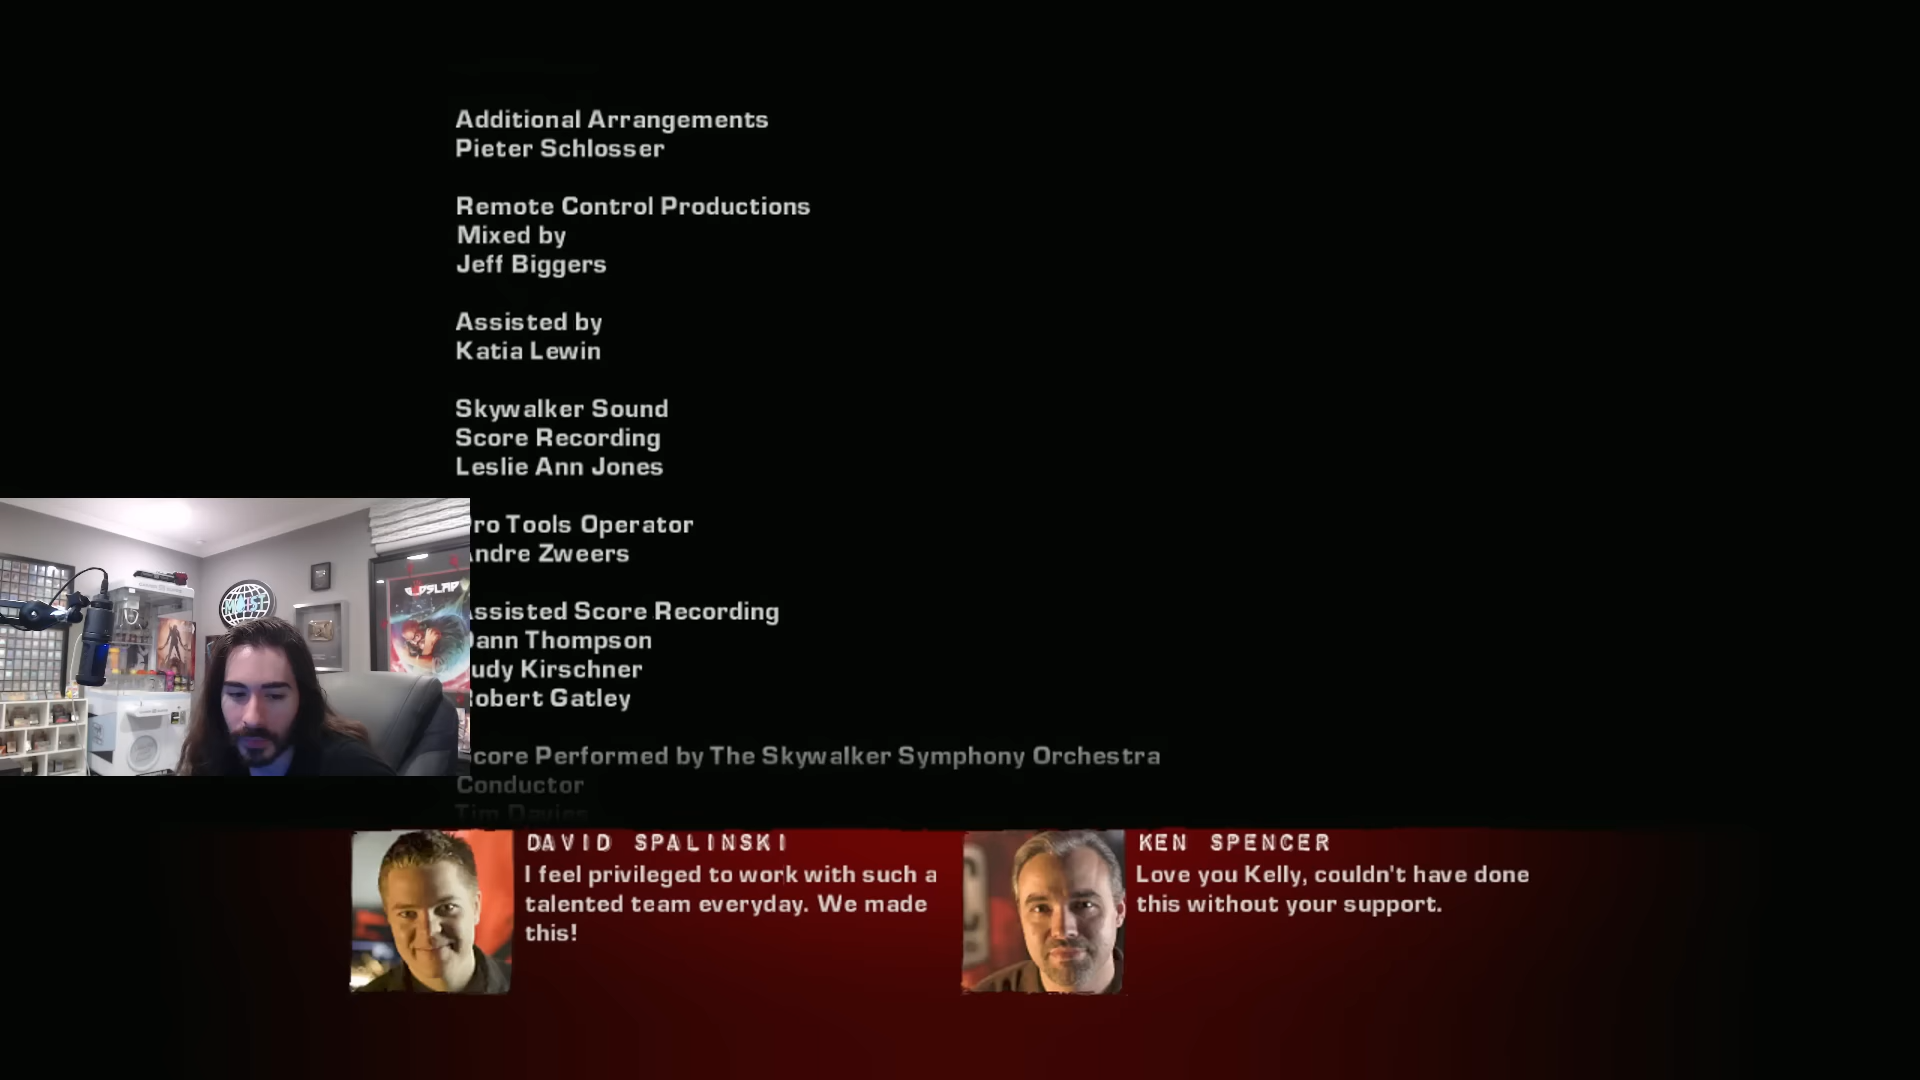 Additional Arrangements
Pieter Schlosser
Remote Control Productions
Mixed by
Jeff Biggers
Assisted by
Katia Lewin
Skywalker Sound
Score Recording
Leslie Ann Jones
ro Tools Operator
ndre Zweers
ssisted Score Recording
ann Thompson
udy Kirschner
obert Gatley
core Performed by The Skywalker Symphony Orchestra
Conductor
Tim Davies
DAVID SPALINSKI
I feel privileged to work with such a
talented team everyday. We made
this!
KEN SPENCER
Love you Kelly, couldn't have done
this without your support.